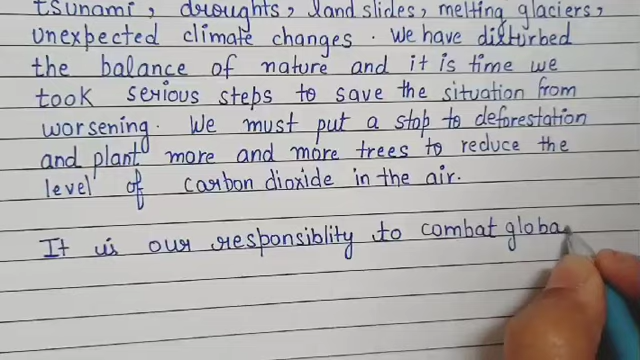 tsunami, droughts, land slides, melting glaciers,
unexpected climate changes. We have disturbed
the balance of nature and it is time we
took serious steps to save the situation from
worsening. We must put a stop to deforestation
and plant more and more trees to reduce the
level of carbon dioxide in the air.
It is our responsiblity to combat globa